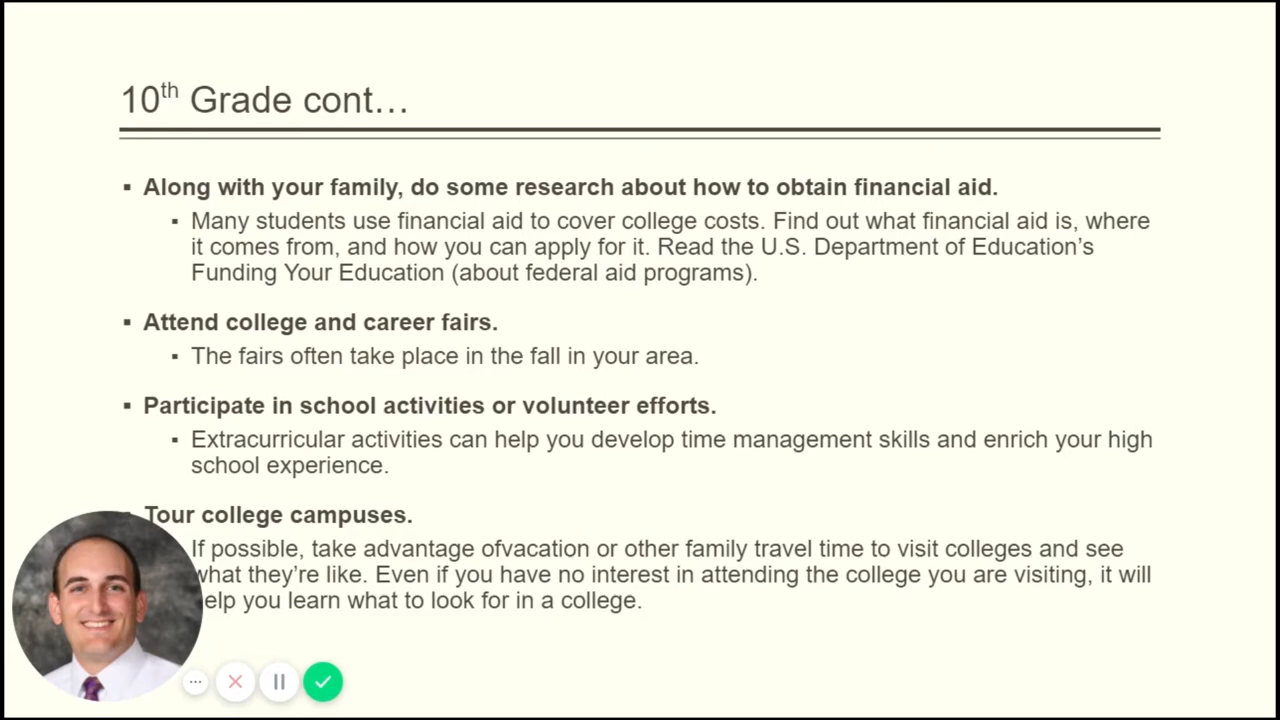 10th Grade cont…
▪ Along with your family, do some research about how to obtain financial aid.
▪ Many students use financial aid to cover college costs. Find out what financial aid is, where
it comes from, and how you can apply for it. Read the U.S. Department of Education’s
Funding Your Education (about federal aid programs).
▪ Attend college and career fairs.
▪ The fairs often take place in the fall in your area.
▪ Participate in school activities or volunteer efforts.
▪ Extracurricular activities can help you develop time management skills and enrich your high
school experience.
Tour college campuses.
If possible, take advantage ofvacation or other family travel time to visit colleges and see
what they’re like. Even if you have no interest in attending the college you are visiting, it will
elp you learn what to look for in a college.